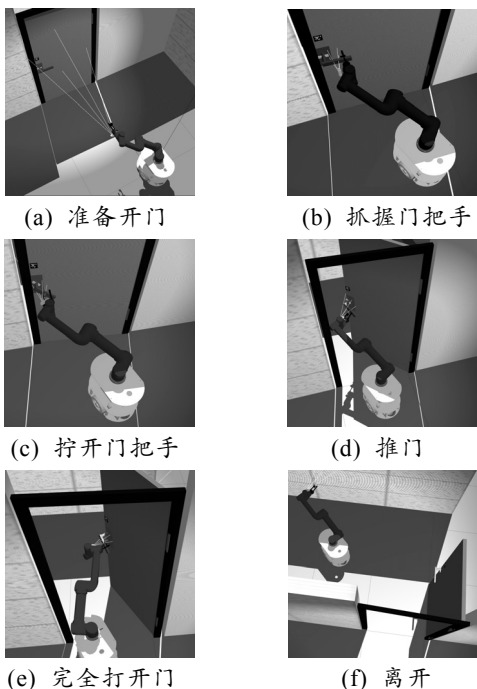 (a) 准备开门
(b) 抓握门把手
(c) 拧开门把手
(d) 推门
(e) 完全打开门
(f) 离开